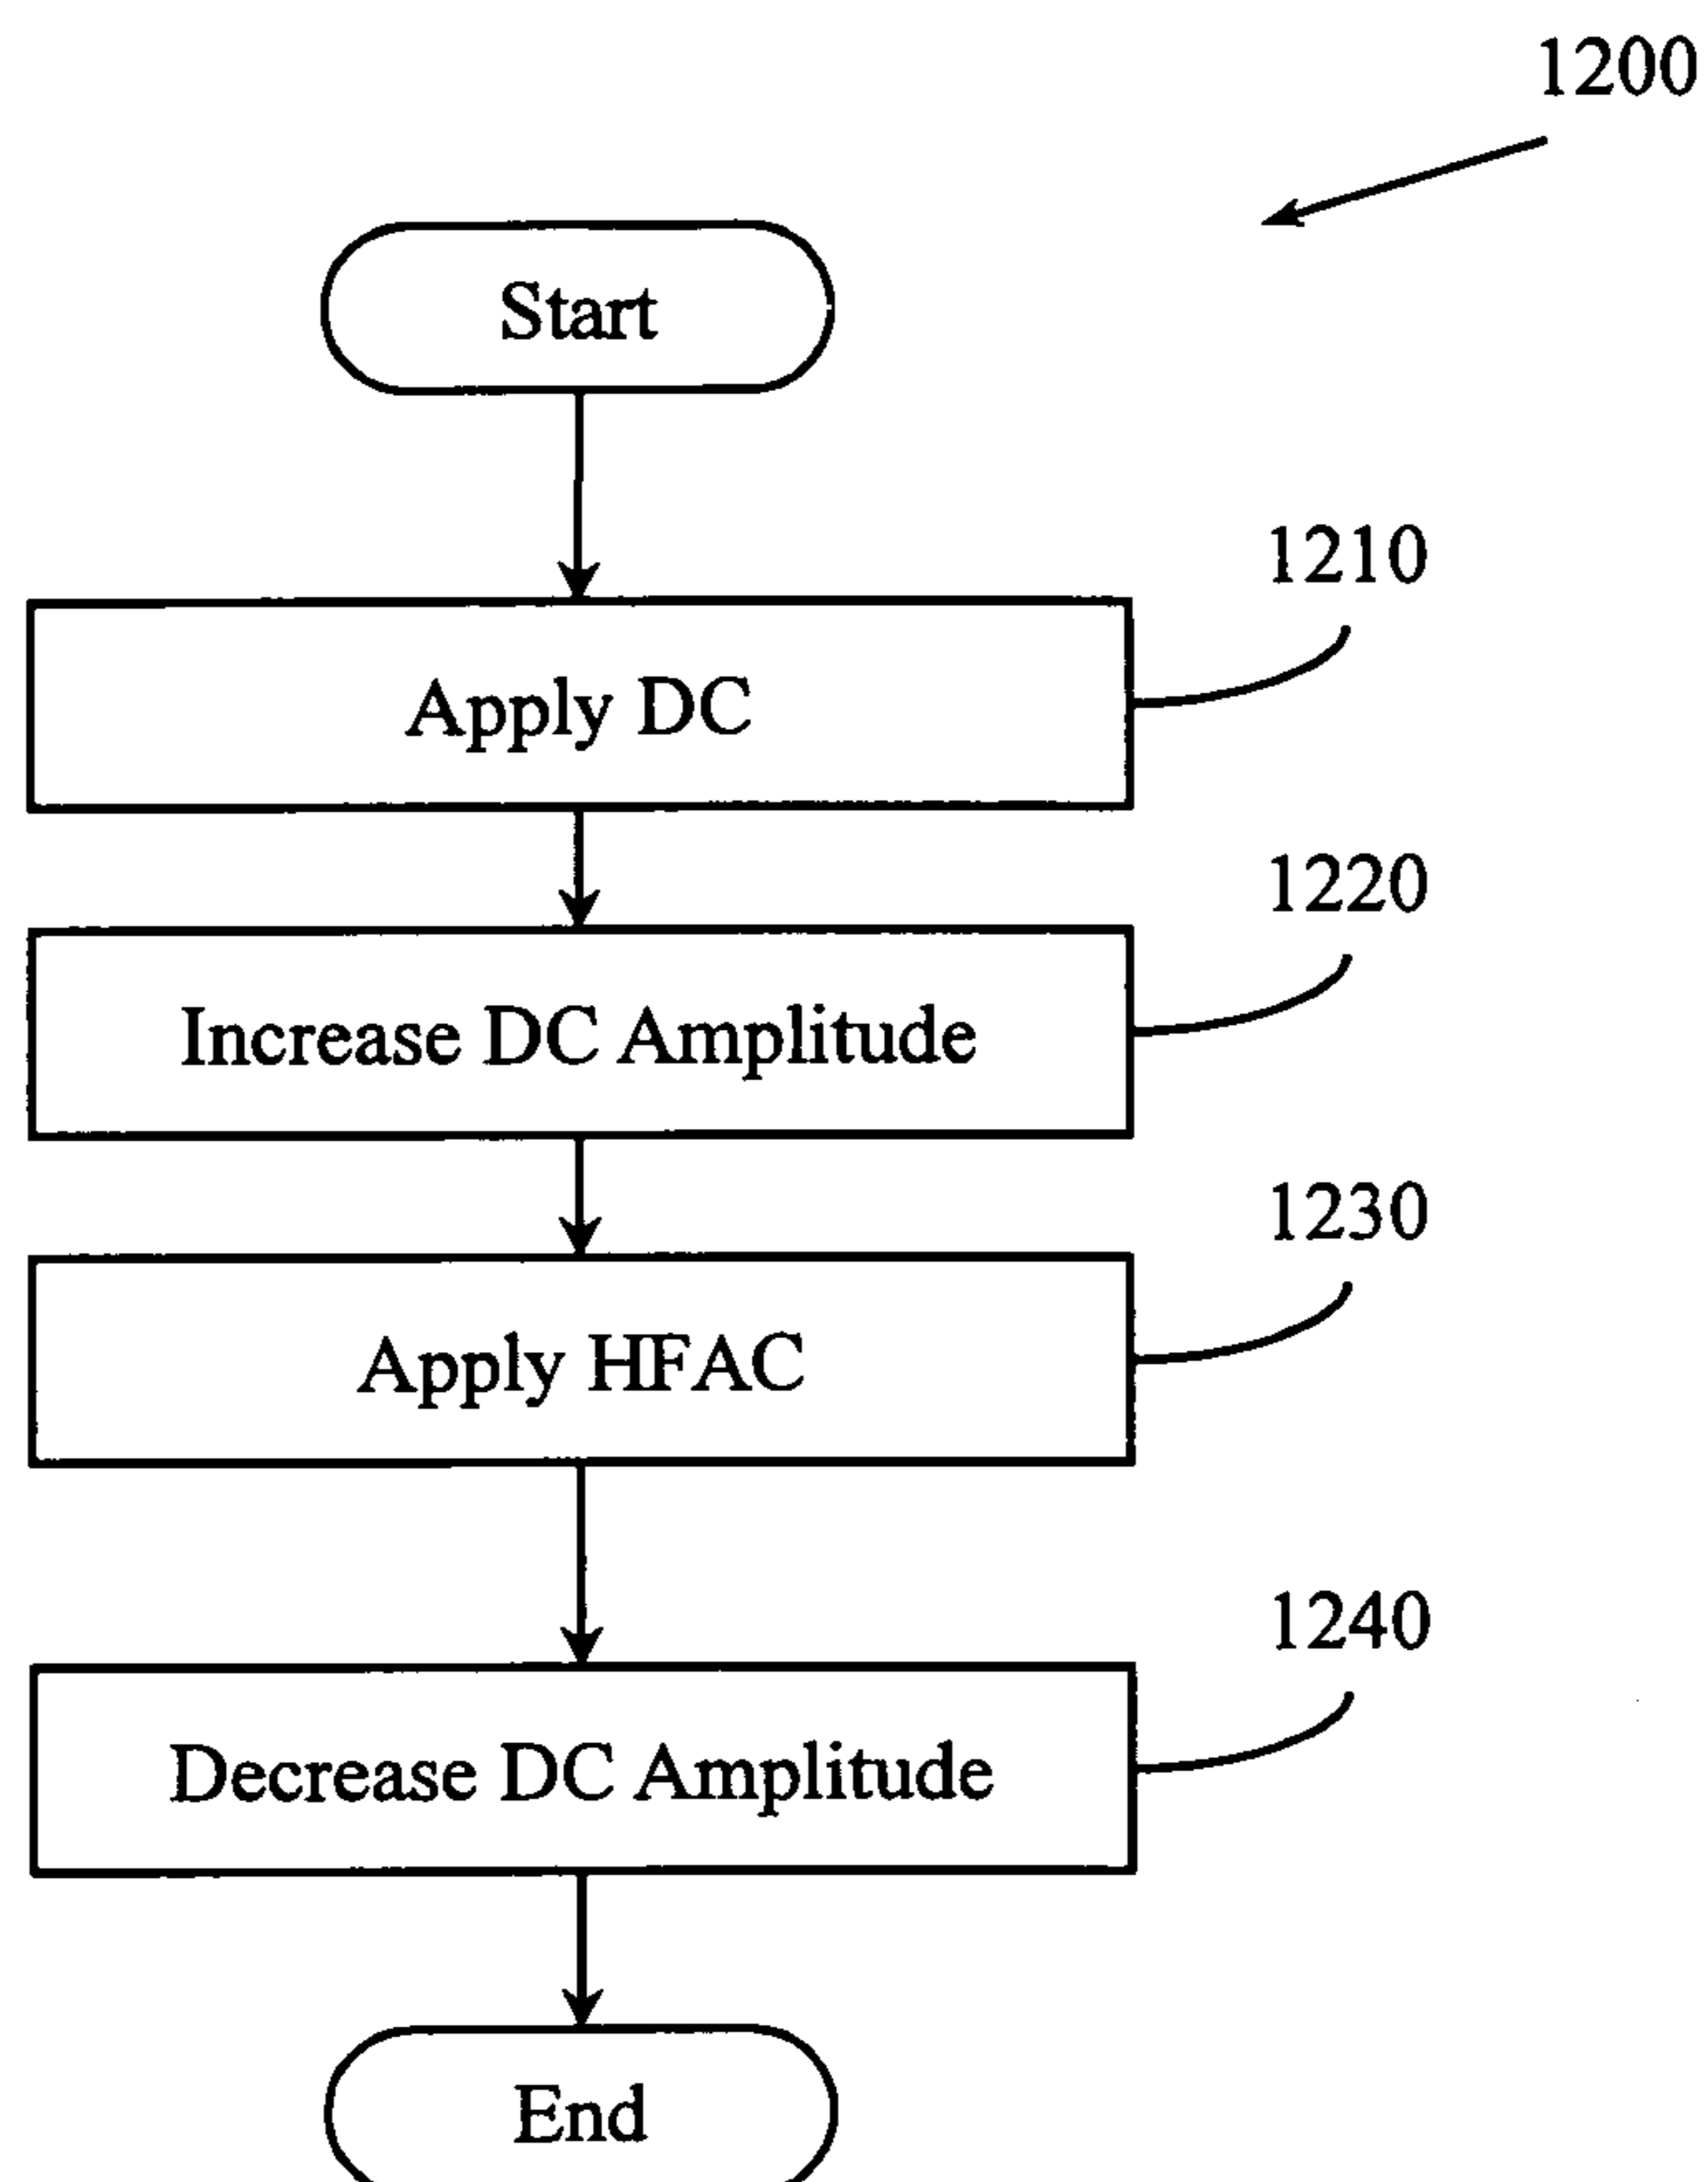 1200
Start
1210
Apply DC
1220
Increase DC Amplitude
1230
Apply HFAC
1240
Decrease DC Amplitude
End